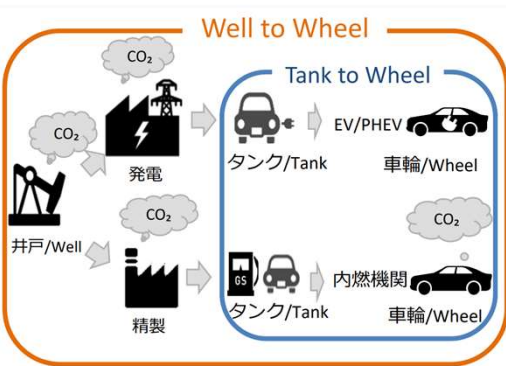 Well to Wheel
CO₂
Tank to Wheel
CO₂
EV/PHEV
発電
タンク/Tank
車輪/Wheel
井戸/Well
CO₂
CO₂
GS
内燃機関
精製
タンク/Tank
車輪/Wheel